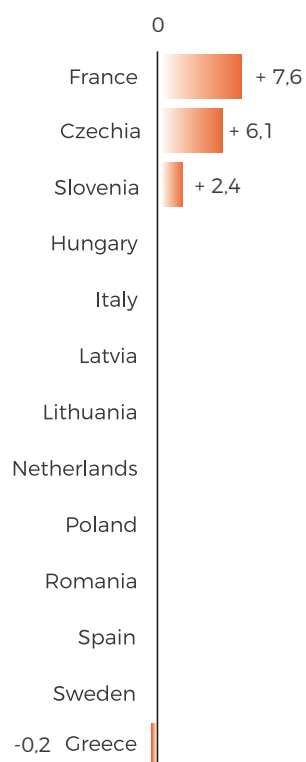 0
France + 7,6
Czechia + 6,1
Slovenia + 2,4
Hungary
Italy
Latvia
Lithuania
Netherlands
Poland
Romania
Spain
Sweden
-0,2 Greece